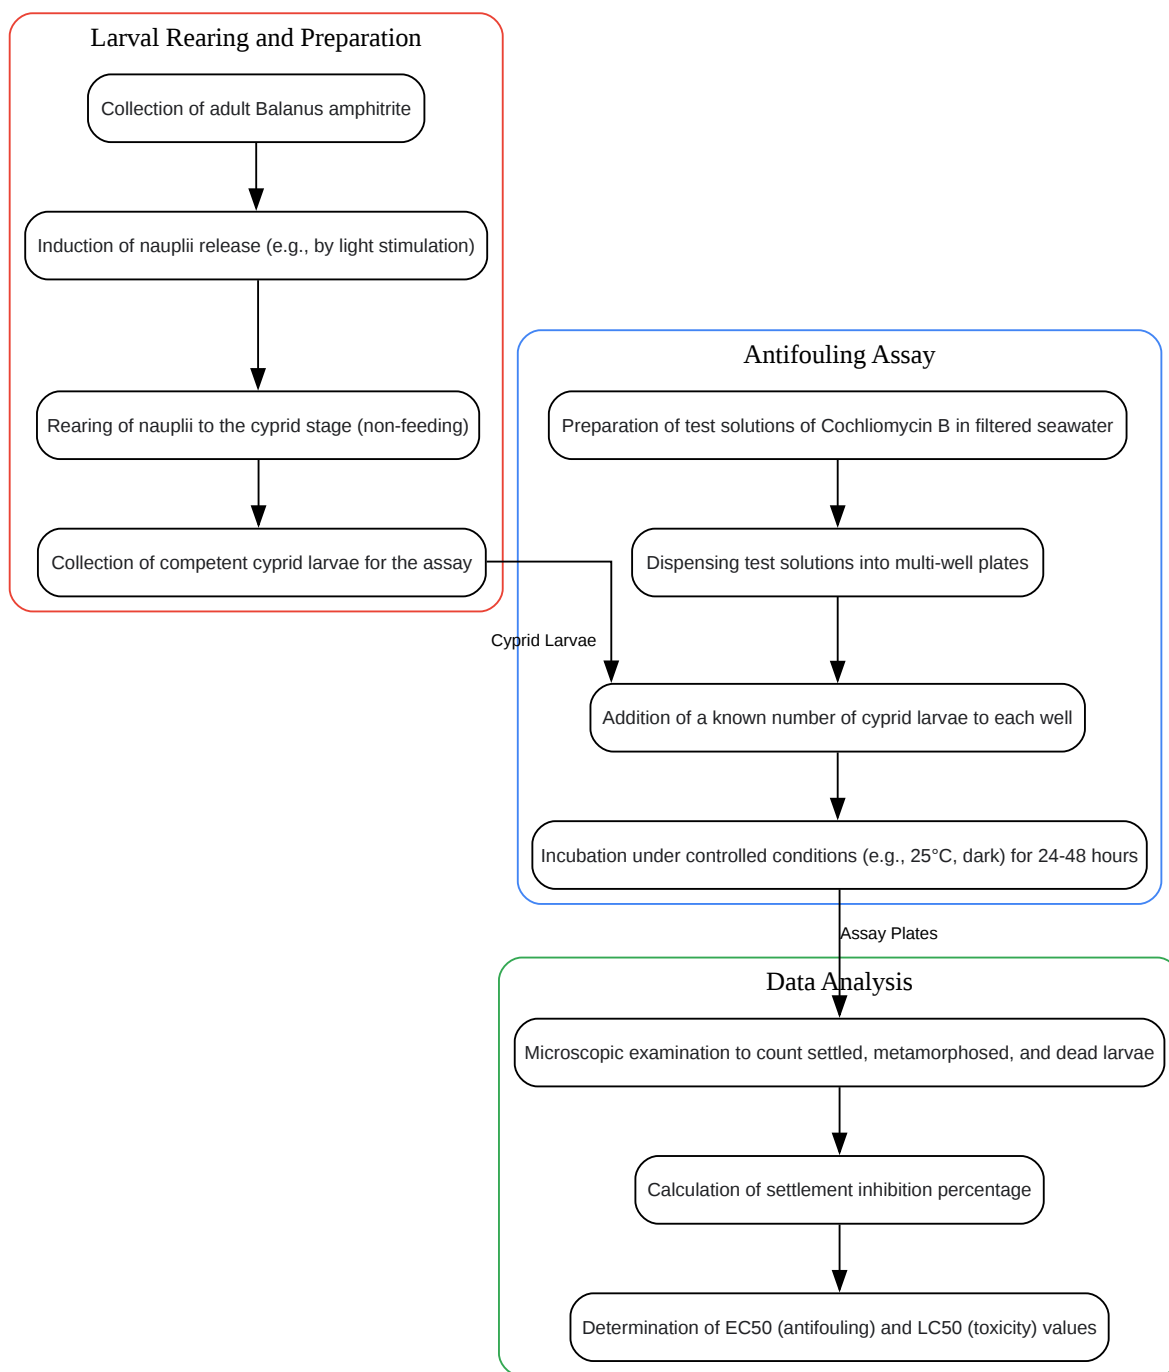 Larval Rearing and Preparation
Collection of adult Balanus amphitrite
Induction of nauplii release (e.g., by light stimulation)
Rearing of nauplii to the cyprid stage (non-feeding)
Collection of competent cyprid larvae for the assay
Cyprid Larvae
Antifouling Assay
Preparation of test solutions of Cochliomycin B in filtered seawater
Dispensing test solutions into multi-well plates
Addition of a known number of cyprid larvae to each well
Incubation under controlled conditions (e.g., 25°C, dark) for 24-48 hours
Assay Plates
Data Analysis
Microscopic examination to count settled, metamorphosed, and dead larvae
Calculation of settlement inhibition percentage
Determination of EC50 (antifouling) and LC50 (toxicity) values